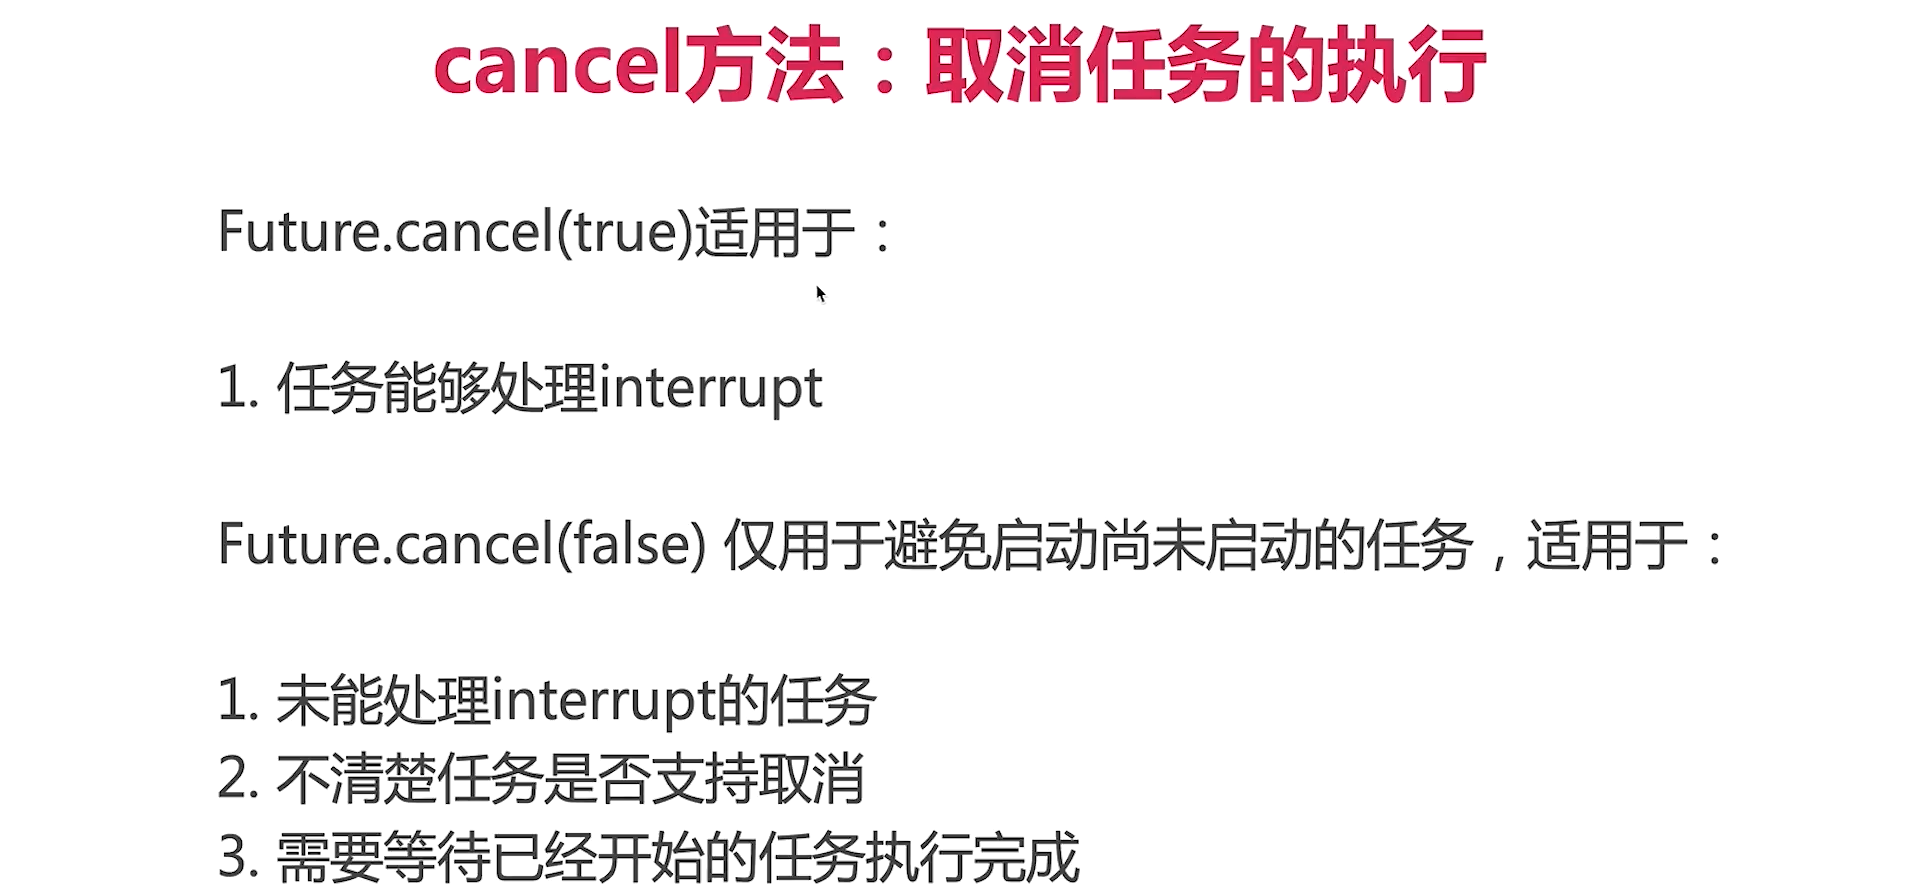 cancel方法：取消任务的执行
Future.cancel(true)适用于：
1. 任务能够处理interrupt
Future.cancel(false) 仅用于避免启动尚未启动的任务，适用于：
1. 未能处理interrupt的任务
2. 不清楚任务是否支持取消
3. 需要等待已经开始的任务执行完成